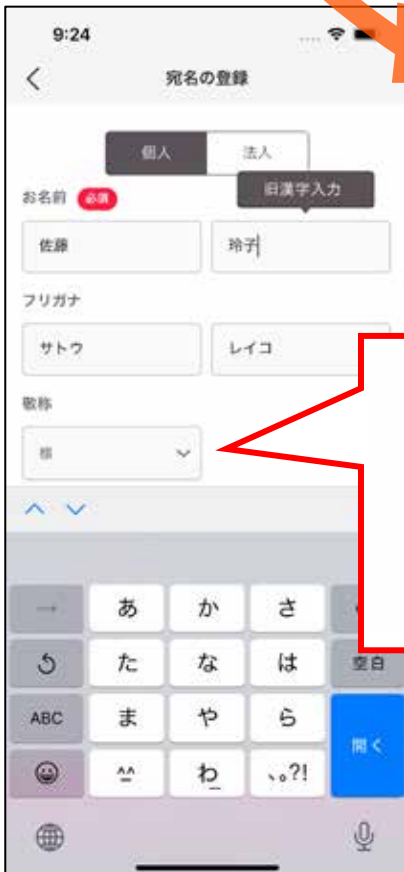 9:24
宛名の登録
個人 法人
旧漢字入力
お名前 必須
佐藤 玲子
フリガナ
サトウ レイコ
敬称
様
→ あ か さ
た な は 空白
ABC ま や ら
^^ わ 、。?! 開く